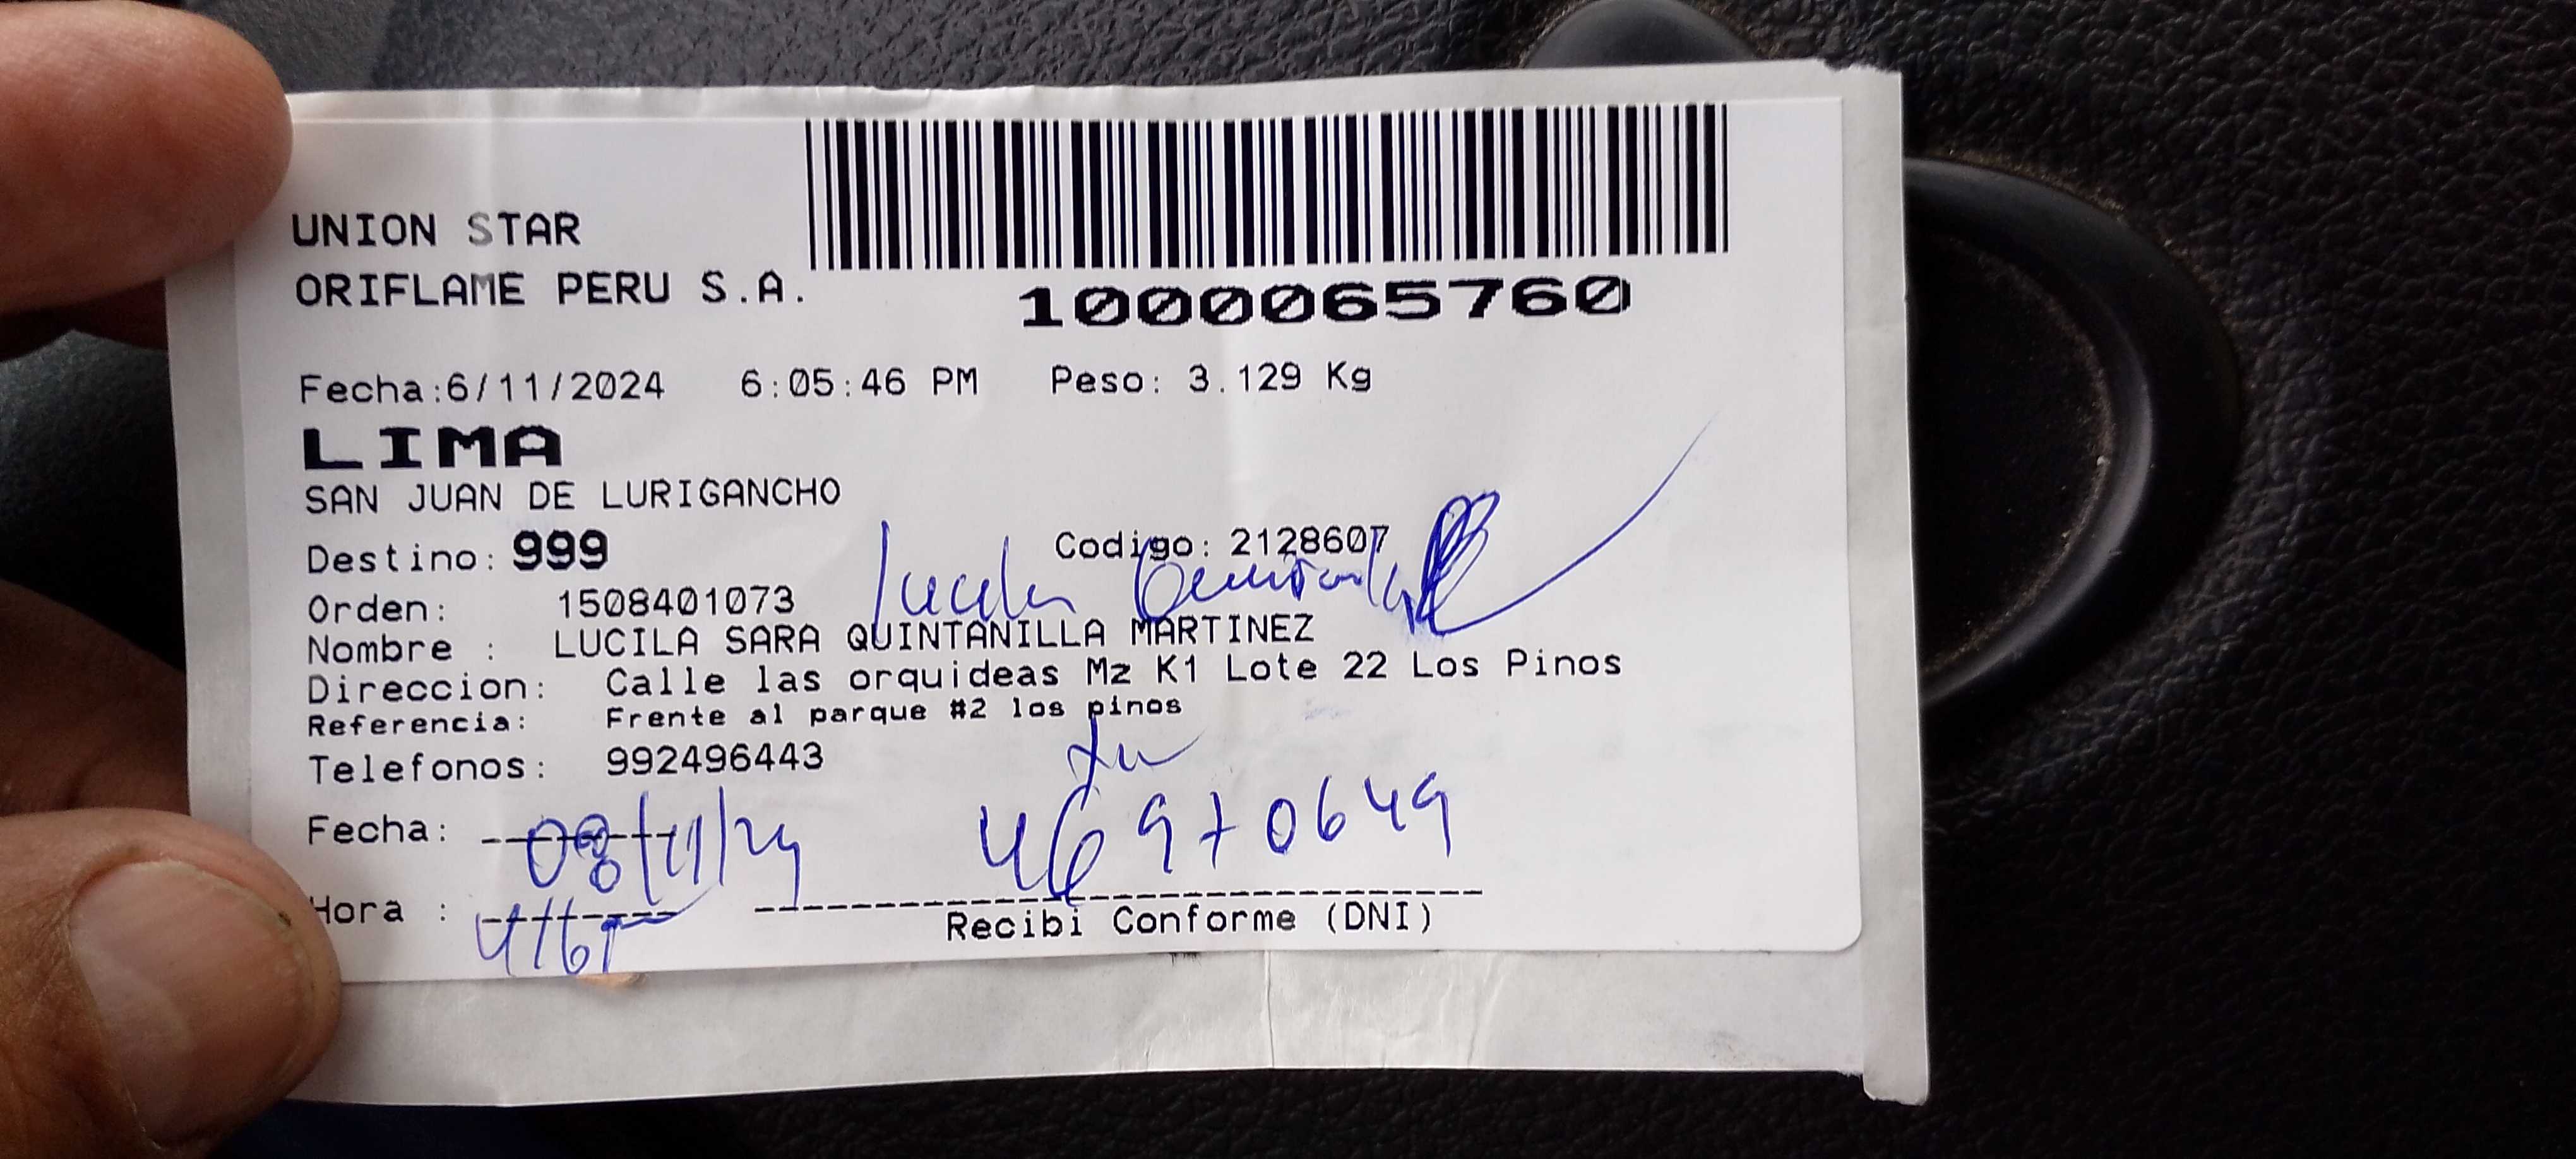 UNION STAR
ORIFLAME PERU S.A.
1000065760
Fecha:6/11/2024 6:05:46 PM Peso: 3.129 Kg
LIMA
SAN JUAN DE LURIGANCHO
Destino: 999 Codigo: 2128607
Orden: 1508401073
Nombre : LUCILA SARA QUINTANILLA MARTINEZ
Direccion: Calle las orquideas Mz K1 Lote 22 Los Pinos
Referencia: Frente al parque #2 los pinos
Telefonos: 992496443
Fecha: 08/11/24 46970649
Hora :
Recibi Conforme (DNI)